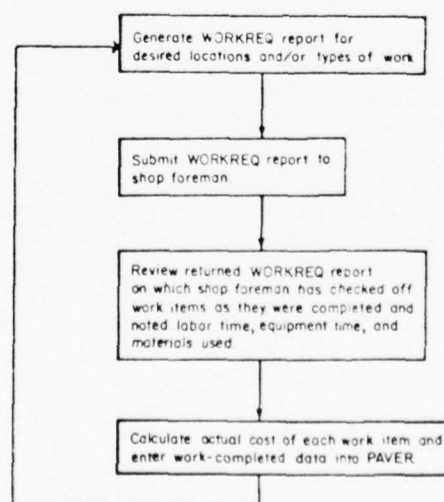 Generate WORKREQ report for
desired locations and/or types of work
Submit WORKREQ report to
shop foreman.
Review returned WORKREQ report
on which shop foreman has checked off
work items as they were completed and
noted labor time, equipment time, and
materials used
Calculate actual cost of each work item and
enter work-completed data into PAVER.